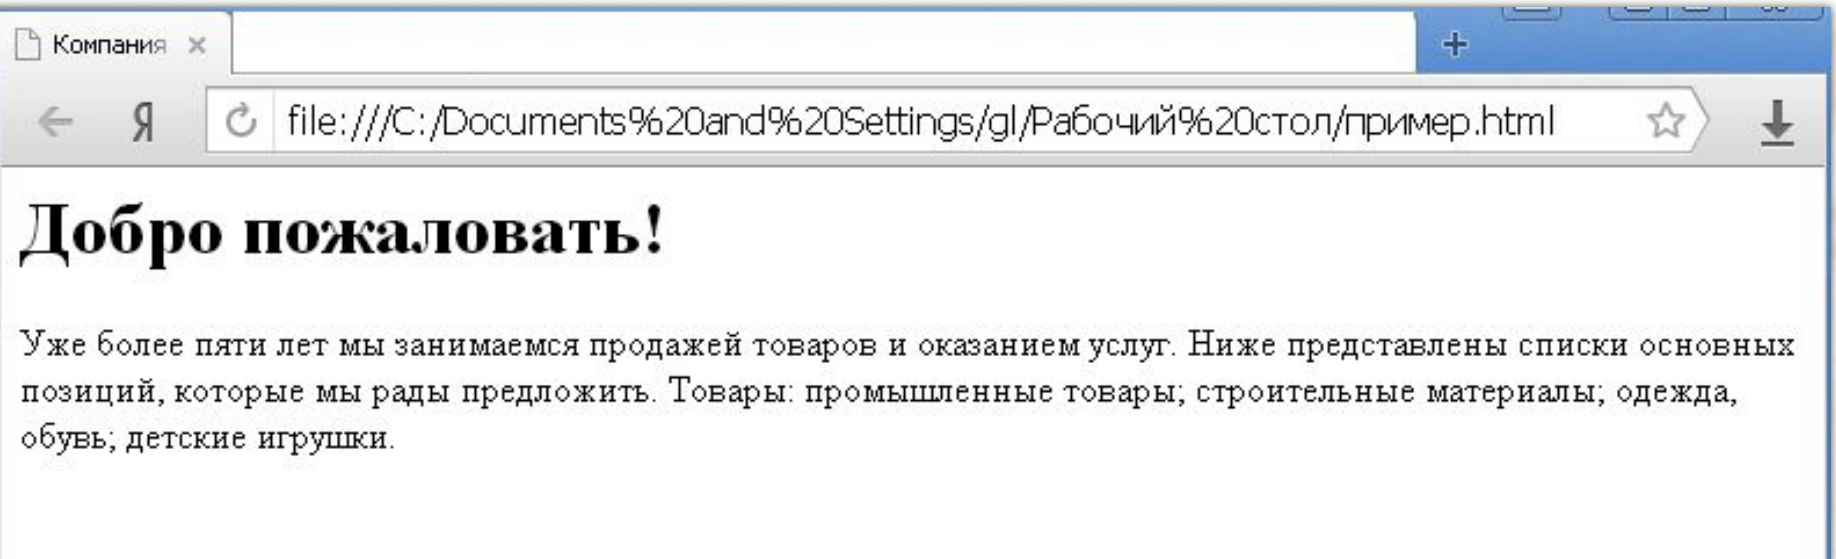 Компания
Я
file:///C:/Documents%20and%20Settings/gl/Рабочий%20стол/пример.html
Добро пожаловать!
Уже более пяти лет мы занимаемся продажей товаров и оказанием услуг. Ниже представлены списки основных
позиций, которые мы рады предложить. Товары: промышленные товары; строительные материалы; одежда,
обувь; детские игрушки.